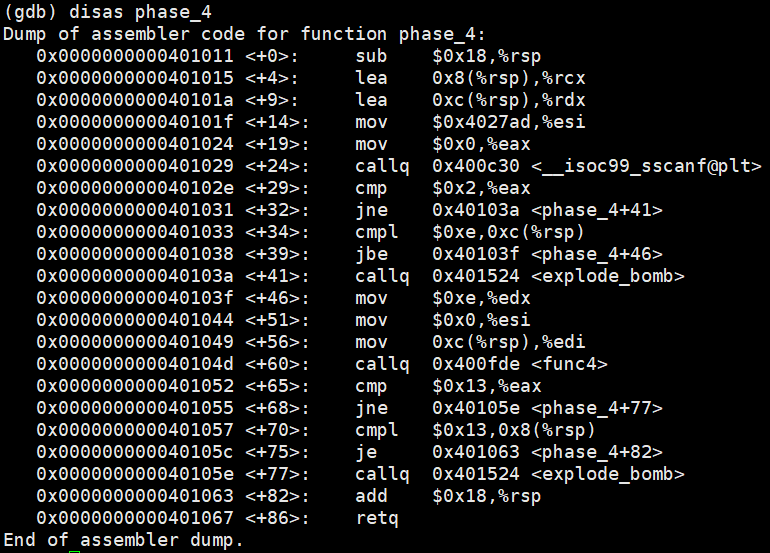 (gdb) disas phase_4
Dump of assembler code for function phase_4:
   0x0000000000401011 <+0>:     sub    $0x18,%rsp
   0x0000000000401015 <+4>:     lea    0x8(%rsp),%rcx
   0x000000000040101a <+9>:     lea    0xc(%rsp),%rdx
   0x000000000040101f <+14>:    mov    $0x4027ad,%esi
   0x0000000000401024 <+19>:    mov    $0x0,%eax
   0x0000000000401029 <+24>:    callq  0x400c30 <__isoc99_sscanf@plt>
   0x000000000040102e <+29>:    cmp    $0x2,%eax
   0x0000000000401031 <+32>:    jne    0x40103a <phase_4+41>
   0x0000000000401033 <+34>:    cmpl   $0xe,0xc(%rsp)
   0x0000000000401038 <+39>:    jbe    0x40103f <phase_4+46>
   0x000000000040103a <+41>:    callq  0x401524 <explode_bomb>
   0x000000000040103f <+46>:    mov    $0xe,%edx
   0x0000000000401044 <+51>:    mov    $0x0,%esi
   0x0000000000401049 <+56>:    mov    0xc(%rsp),%edi
   0x000000000040104d <+60>:    callq  0x400fde <func4>
   0x0000000000401052 <+65>:    cmp    $0x13,%eax
   0x0000000000401055 <+68>:    jne    0x40105e <phase_4+77>
   0x0000000000401057 <+70>:    cmpl   $0x13,0x8(%rsp)
   0x000000000040105c <+75>:    je     0x401063 <phase_4+82>
   0x000000000040105e <+77>:    callq  0x401524 <explode_bomb>
   0x0000000000401063 <+82>:    add    $0x18,%rsp
   0x0000000000401067 <+86>:    retq
End of assembler dump.